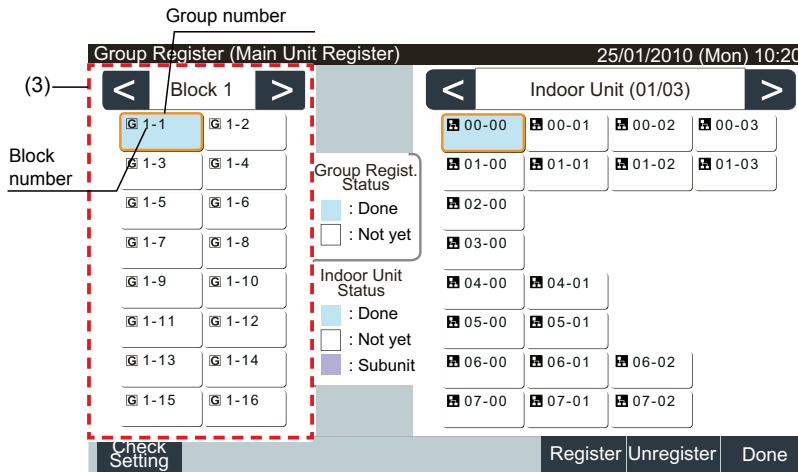 Group number
Group Register (Main Unit Register)
25/01/2010 (Mon) 10:20
(3)
< Block 1 >
< Indoor Unit (01/03) >
Block
number
G 1-1 G 1-2
G 1-3 G 1-4
G 1-5 G 1-6
G 1-7 G 1-8
G 1-9 G 1-10
G 1-11 G 1-12
G 1-13 G 1-14
G 1-15 G 1-16
Group Regist.
Status
: Done
: Not yet
Indoor Unit
Status
: Done
: Not yet
: Subunit
00-00 00-01 00-02 00-03
01-00 01-01 01-02 01-03
02-00
03-00
04-00 04-01
05-00 05-01
06-00 06-01 06-02
07-00 07-01 07-02
Check
Setting
Register Unregister Done